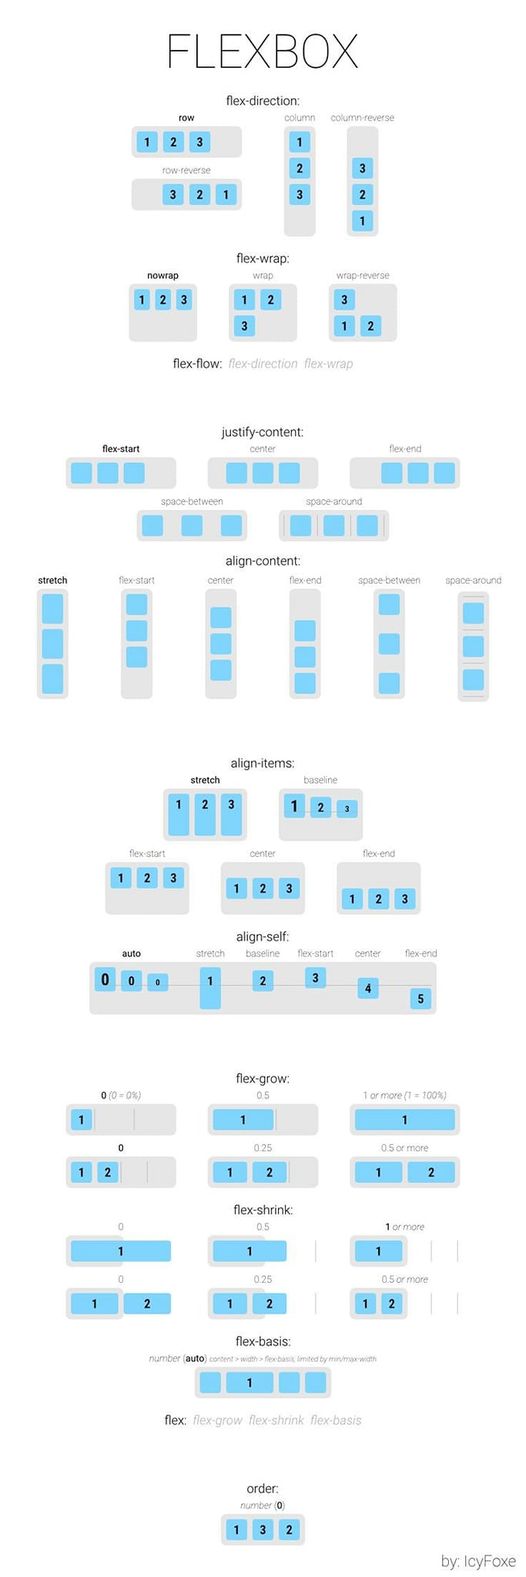 FLEXBOX
flex-direction:
row column column-reverse
1 2 3
row-reverse
3 2 1
1
2
3
3
2
1
flex-wrap:
nowrap wrap wrap-reverse
1 2 3
1 2
3
3
1 2
flex-flow: flex-direction flex-wrap
justify-content:
flex-start center flex-end
space-between space-around
align-content:
stretch flex-start center flex-end space-between space-around
align-items:
stretch baseline
1 2 3 1 2 3
flex-start center flex-end
1 2 3 1 2 3 1 2 3
align-self:
auto stretch baseline flex-start center flex-end
0 0 0 1 2 3 4 5
flex-grow:
0 (0 = 0%) 0.5 1 or more (1 = 100%)
1 1 1
0 0.25 0.5 or more
1 2 1 2 1 2
flex-shrink:
0 0.5 1 or more
1 1 1
0 0.25 0.5 or more
1 2 1 2 1 2
flex-basis:
number (auto) content > width > flex-basis, limited by min/max-width
1
flex: flex-grow flex-shrink flex-basis
order:
number (0)
1 3 2
by: IcyFoxe